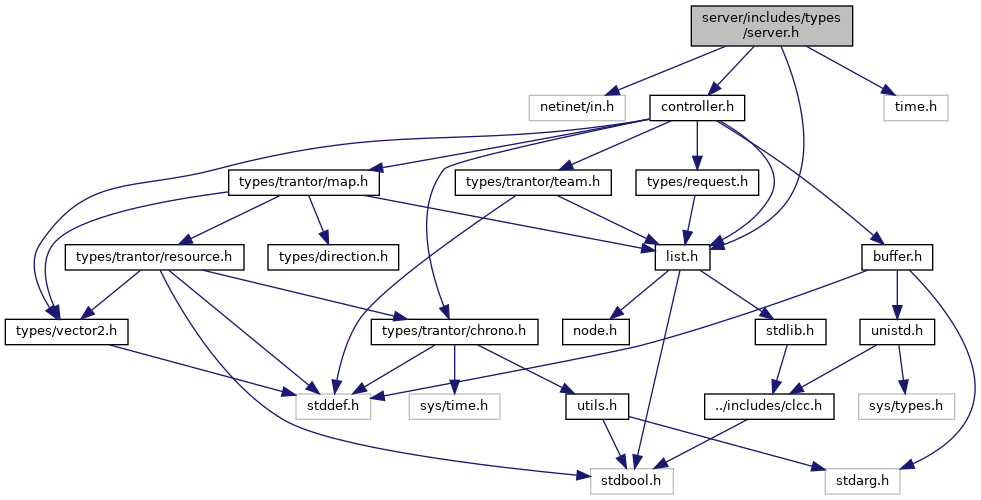 server/includes/types
/server.h
netinet/in.h
controller.h
time.h
types/trantor/map.h
types/trantor/team.h
types/request.h
types/trantor/resource.h
types/direction.h
list.h
buffer.h
types/vector2.h
types/trantor/chrono.h
node.h
stdlib.h
unistd.h
stddef.h
sys/time.h
utils.h
../includes/clcc.h
sys/types.h
stdbool.h
stdarg.h